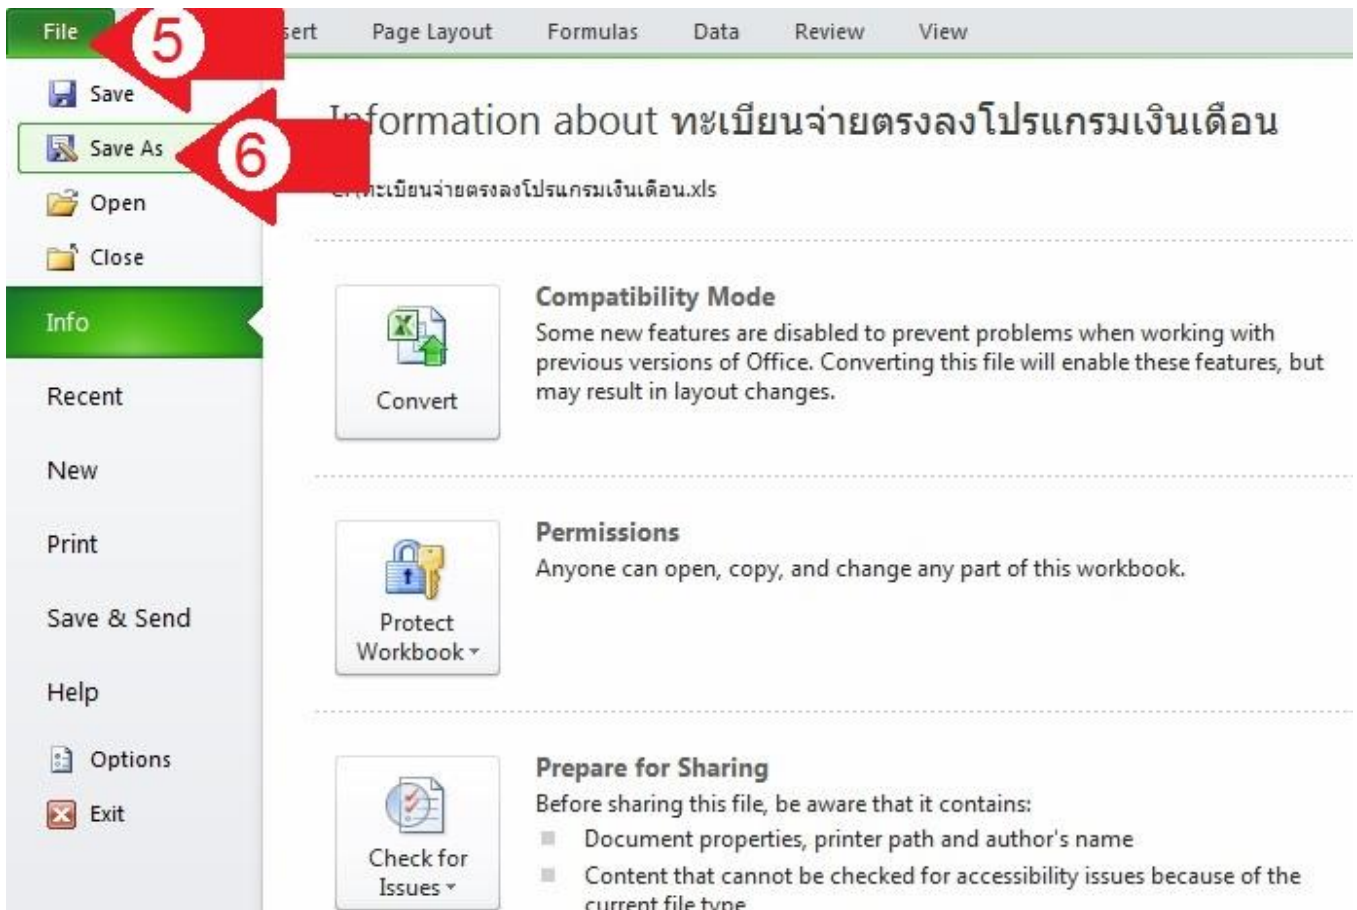 File
5
sert Page Layout Formulas Data Review View
Save
Save As
6
Open
Close
Info
Recent
New
Print
Save & Send
Help
Options
Exit
Information about ทะเบียนจ่ายตรงลงโปรแกรมเงินเดือน
ทะเบียนจ่ายตรงลงโปรแกรมเงินเดือน.xls
Convert
Compatibility Mode
Some new features are disabled to prevent problems when working with
previous versions of Office. Converting this file will enable these features, but
may result in layout changes.
Protect
Workbook
Permissions
Anyone can open, copy, and change any part of this workbook.
Check for
Issues
Prepare for Sharing
Before sharing this file, be aware that it contains:
Document properties, printer path and author's name
Content that cannot be checked for accessibility issues because of the
current file type